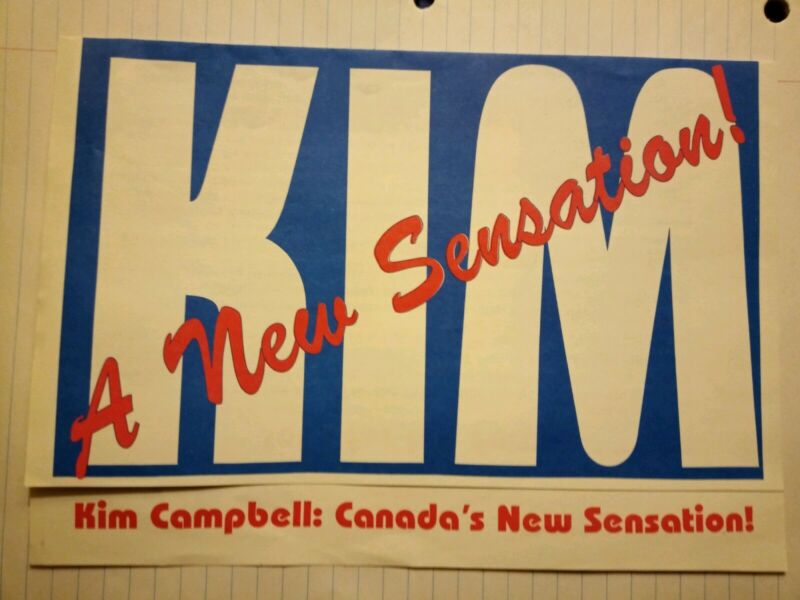 KIM
A New Sensation!
Kim Campbell: Canada's New Sensation!